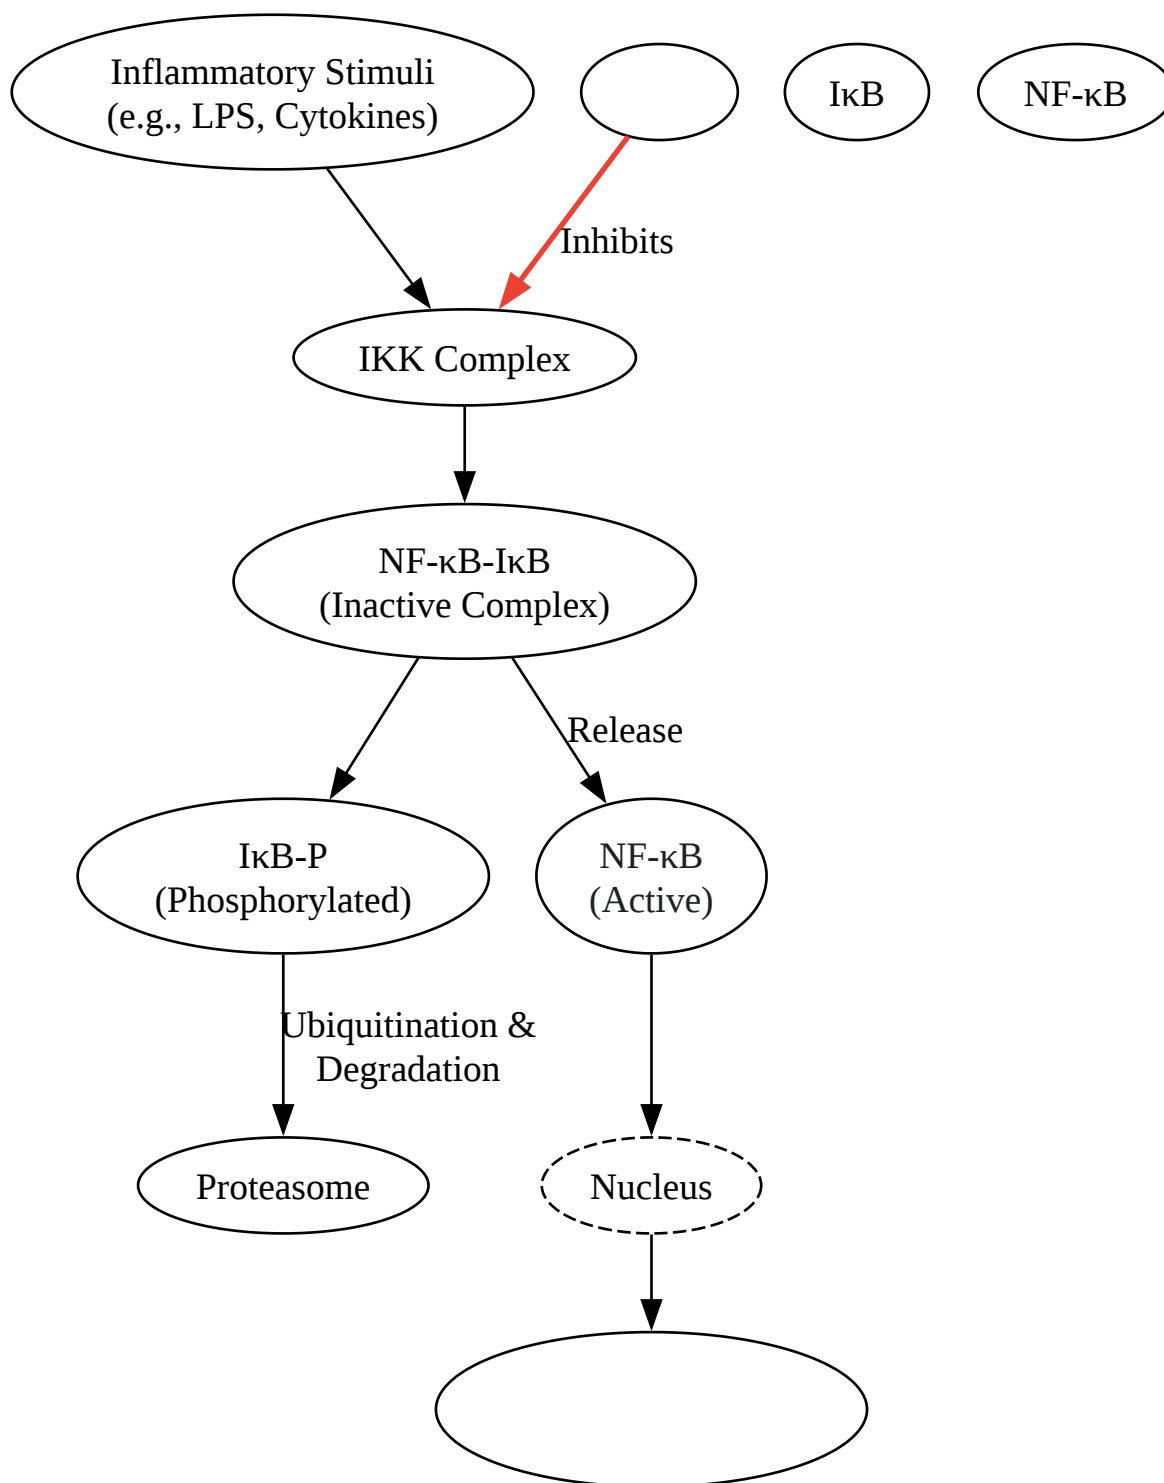 Inflammatory Stimuli
(e.g., LPS, Cytokines)
IκB
NF-κB
Inhibits
IKK Complex
NF-κB-IκB
(Inactive Complex)
Release
IκB-P
(Phosphorylated)
NF-κB
(Active)
Ubiquitination &
Degradation
Proteasome
Nucleus